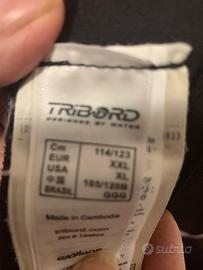 TRIBORD
DESIGNED BY WATER
Cm 114/123
EUR XXL
USA XL
中国 185/120B
BRASIL GGG
Made in Cambodia
tribord.com
oxylane
subito